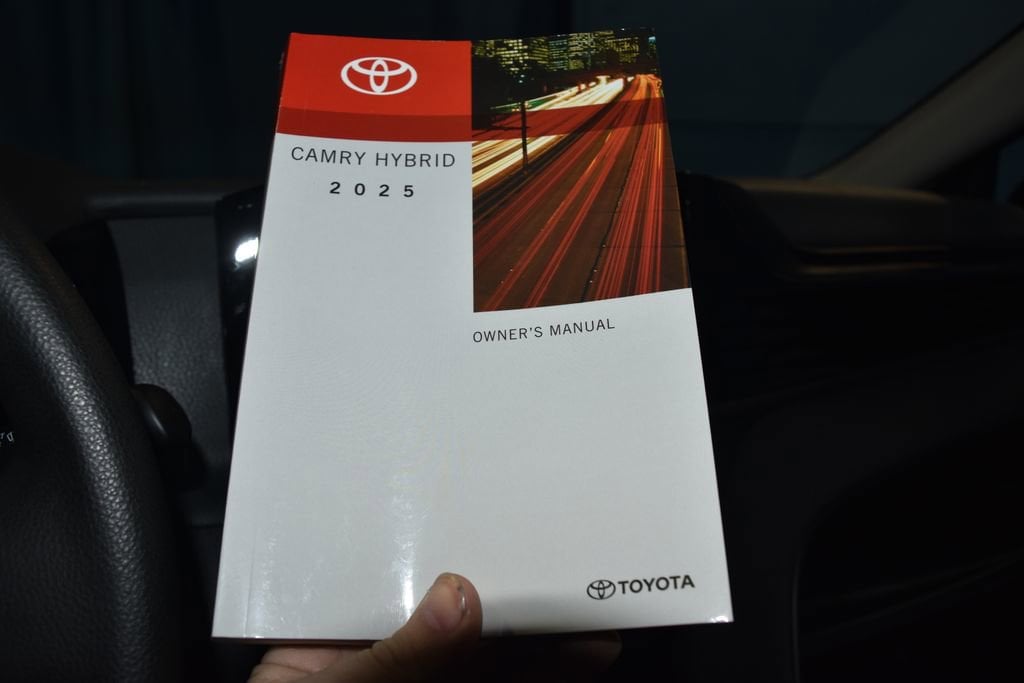 CAMRY HYBRID
2025
OWNER'S MANUAL
TOYOTA